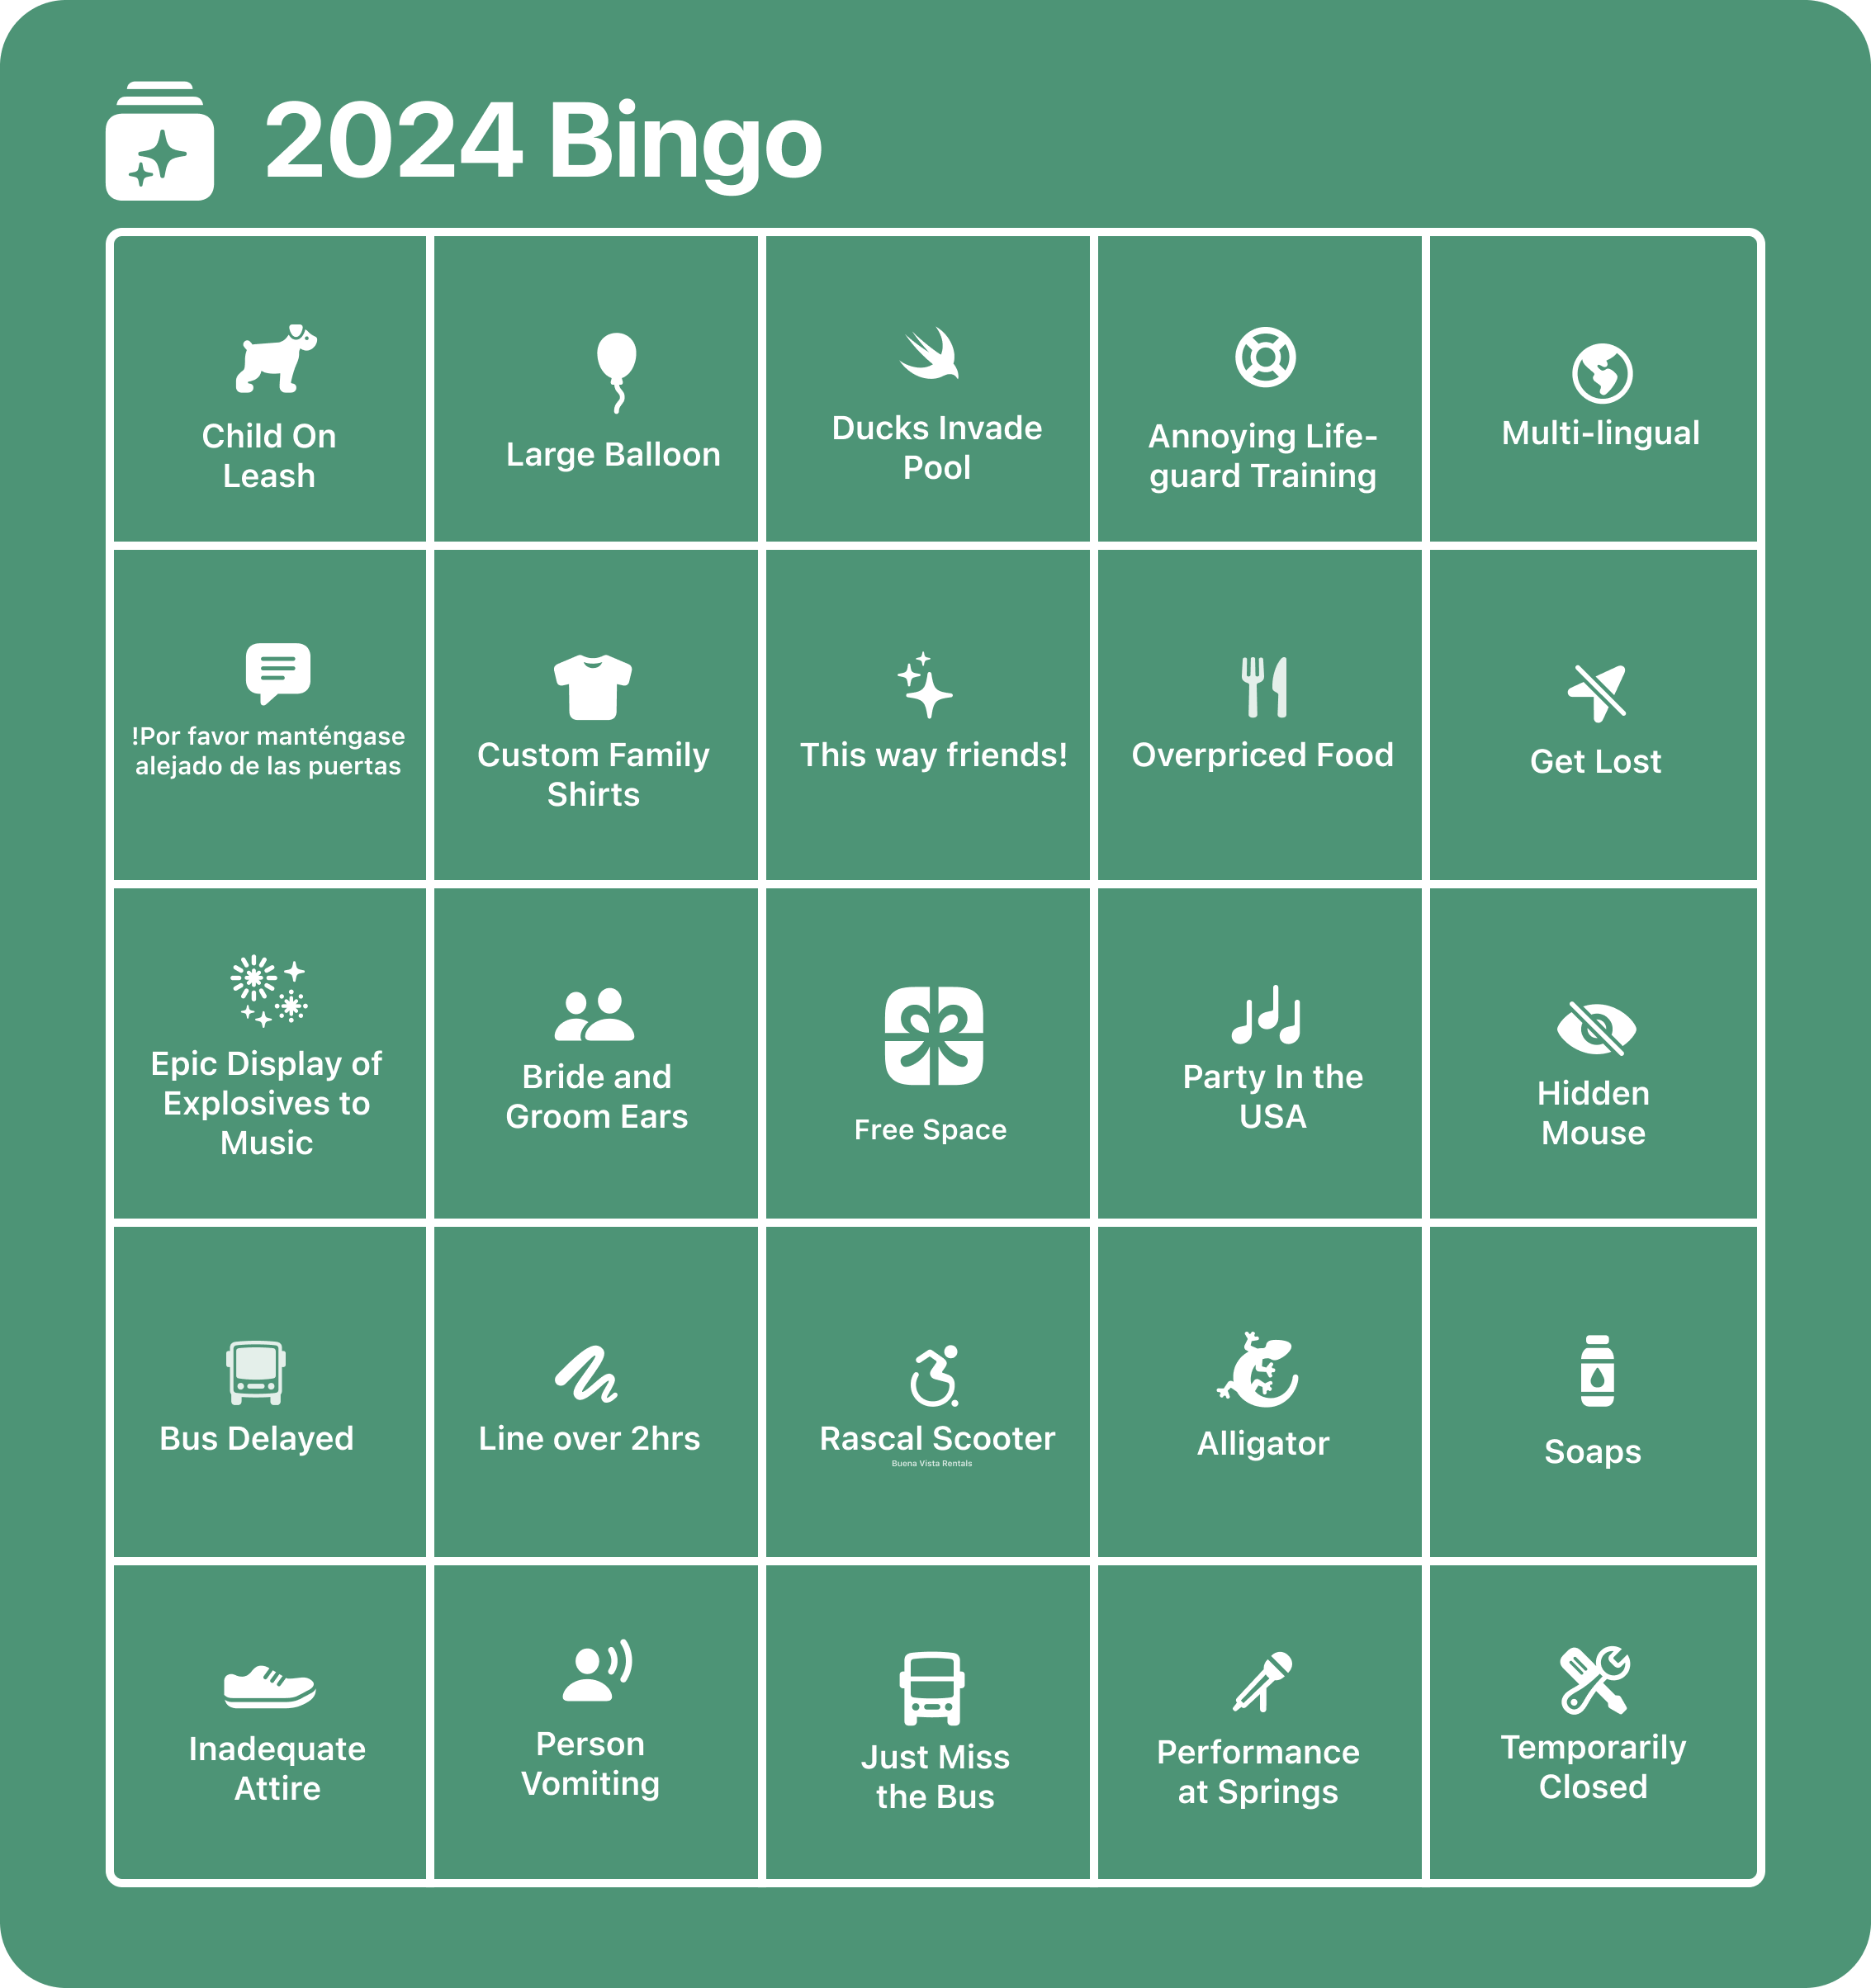 2024 Bingo
Child On
Leash
Large Balloon
Ducks Invade
Pool
Annoying Life-
guard Training
Multi-lingual
!Por favor manténgase
alejado de las puertas
Custom Family
Shirts
This way friends!
Overpriced Food
Get Lost
Epic Display of
Explosives to
Music
Bride and
Groom Ears
Free Space
Party In the
USA
Hidden
Mouse
Bus Delayed
Line over 2hrs
Rascal Scooter
Buena Vista Rentals
Alligator
Soaps
Inadequate
Attire
Person
Vomiting
Just Miss
the Bus
Performance
at Springs
Temporarily
Closed